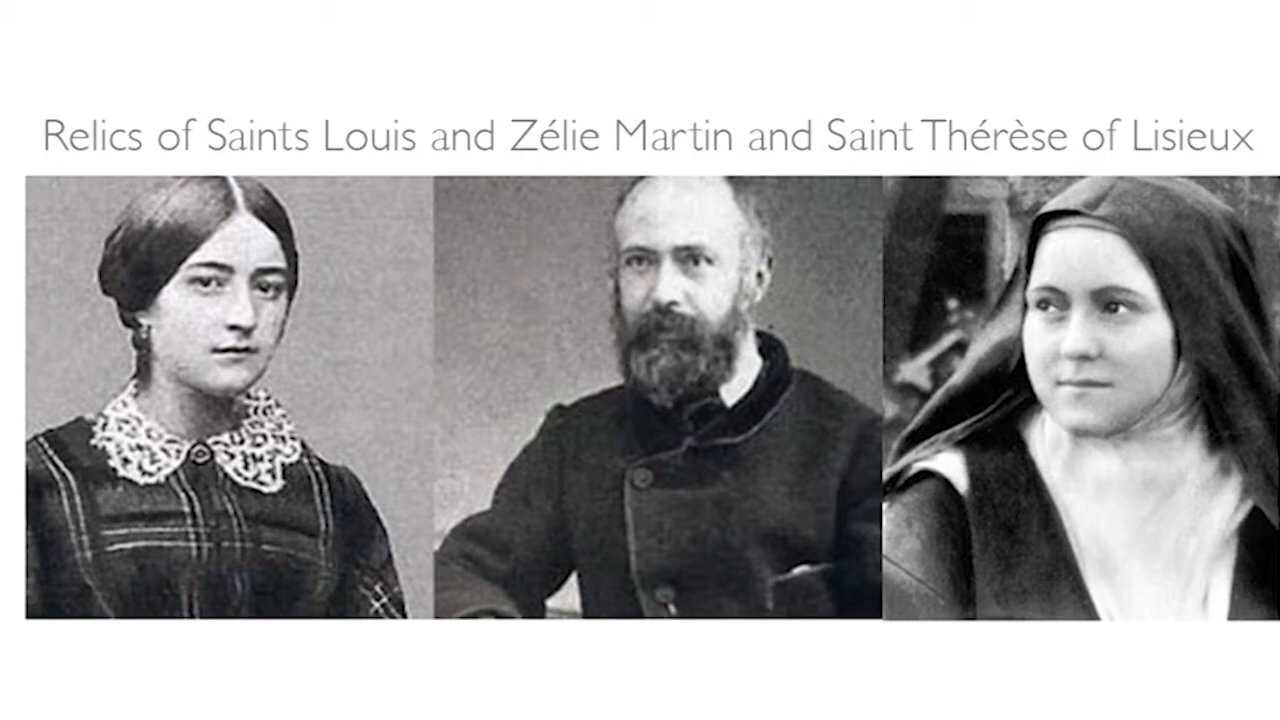 Relics of Saints Louis and Zélie Martin and Saint Thérèse of Lisieux